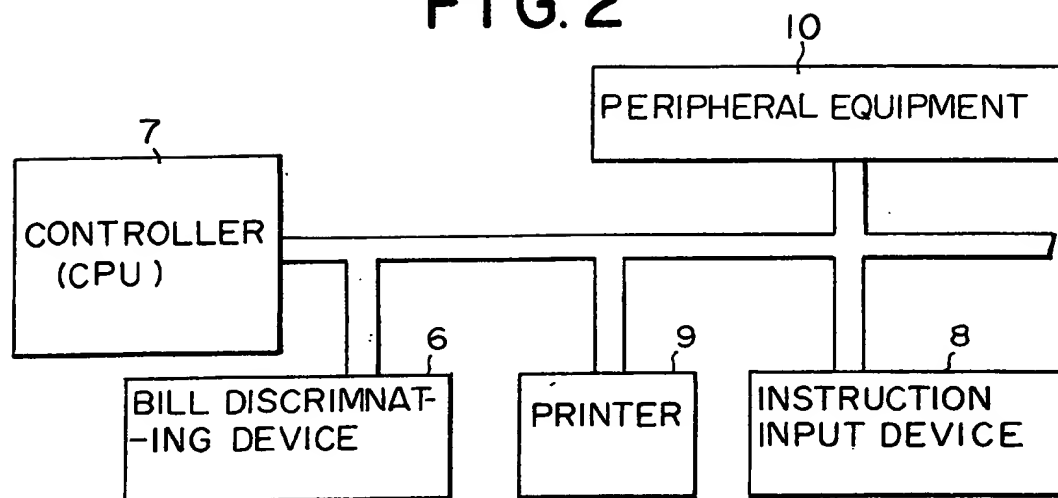 FIG. 2
10
PERIPHERAL EQUIPMENT
7
CONTROLLER
(CPU)
6
BILL DISCRIMNAT-
-ING DEVICE
9
PRINTER
8
INSTRUCTION
INPUT DEVICE